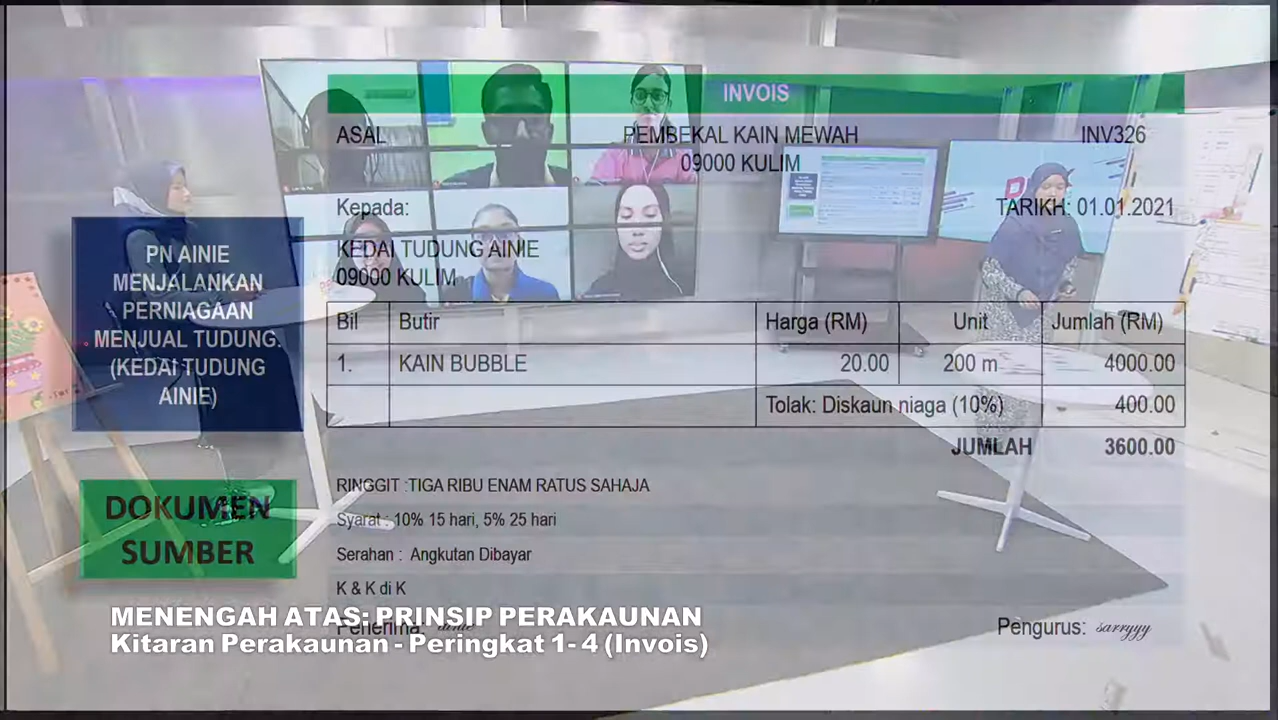 INVOIS
ASAL PEMBEKAL KAIN MEWAH INV326
09000 KULIM
Kepada: TARIKH: 01.01.2021
KEDAI TUDUNG AINIE
09000 KULIM
PN AINIE
MENJALANKAN
PERNIAGAAN
MENJUAL TUDUNG.
(KEDAI TUDUNG
AINIE)
Bil Butir Harga (RM) Unit Jumlah (RM)
1. KAIN BUBBLE 20.00 200 m 4000.00
Tolak: Diskaun niaga (10%) 400.00
JUMLAH 3600.00
DOKUMEN
SUMBER
RINGGIT :TIGA RIBU ENAM RATUS SAHAJA
Syarat : 10% 15 hari, 5% 25 hari
Serahan : Angkutan Dibayar
K & K di K
Penerima: ainie Pengurus: sarryyy
MENENGAH ATAS: PRINSIP PERAKAUNAN
Kitaran Perakaunan - Peringkat 1- 4 (Invois)